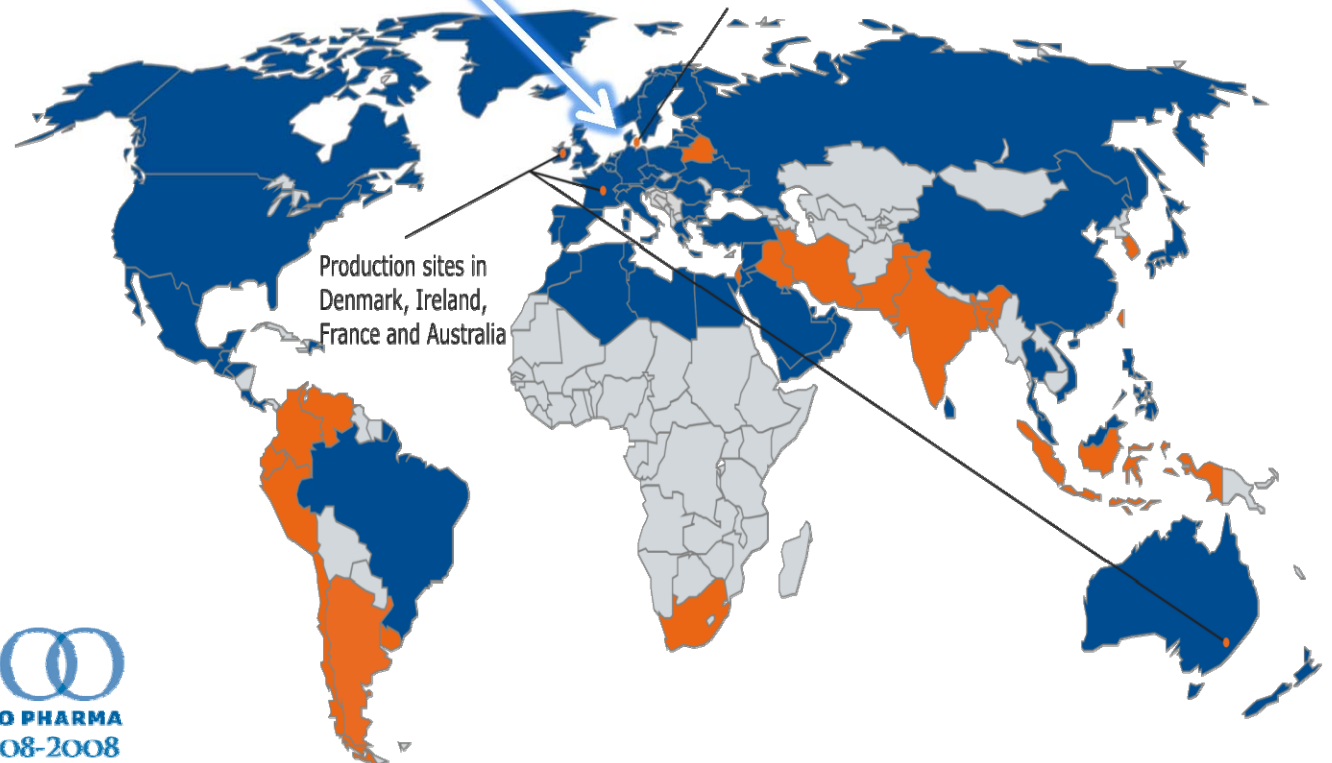 Production sites in
Denmark, Ireland,
France and Australia
O PHARMA
08-2008